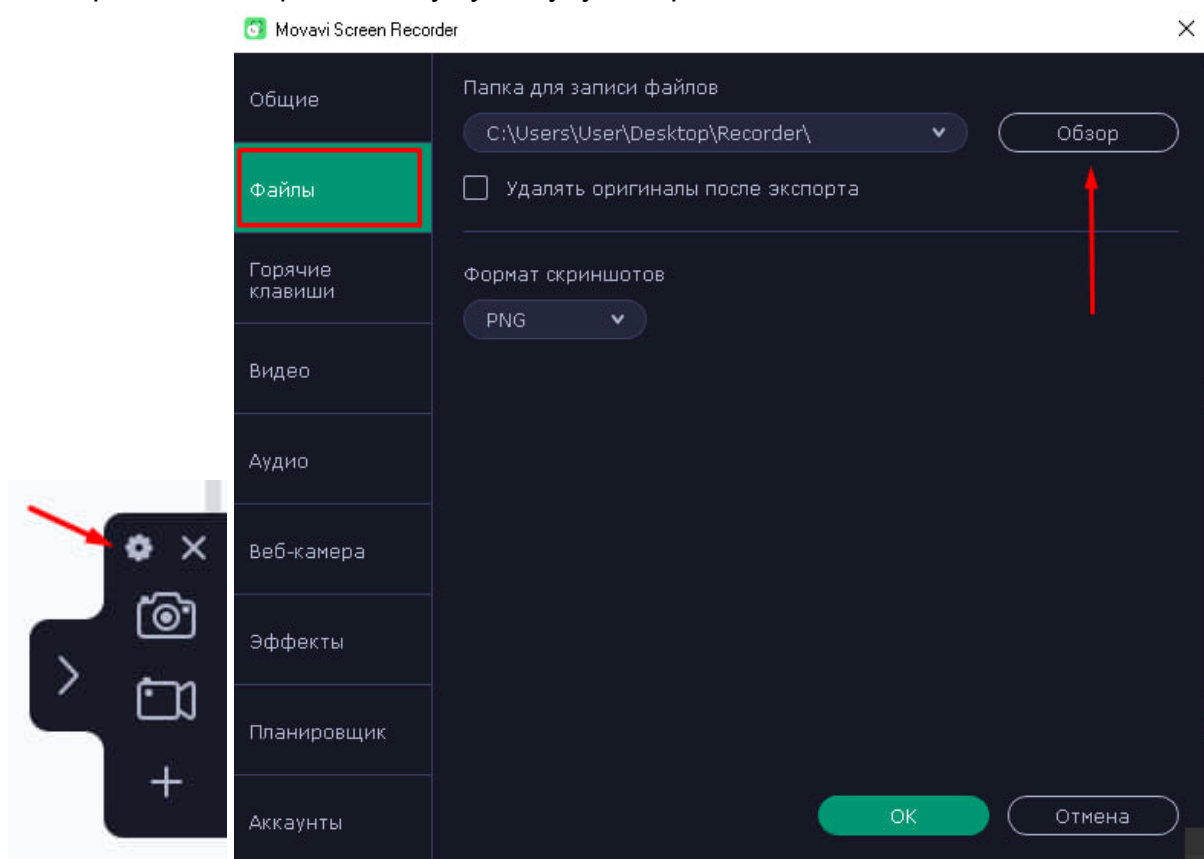 Movavi Screen Recorder
Общие
Файлы
Горячие
клавиши
Видео
Аудио
Веб-камера
Эффекты
Планировщик
Аккаунты
Папка для записи файлов
C:\Users\User\Desktop\Recorder\
Обзор
Удалять оригиналы после экспорта
Формат скриншотов
PNG
OK
Отмена